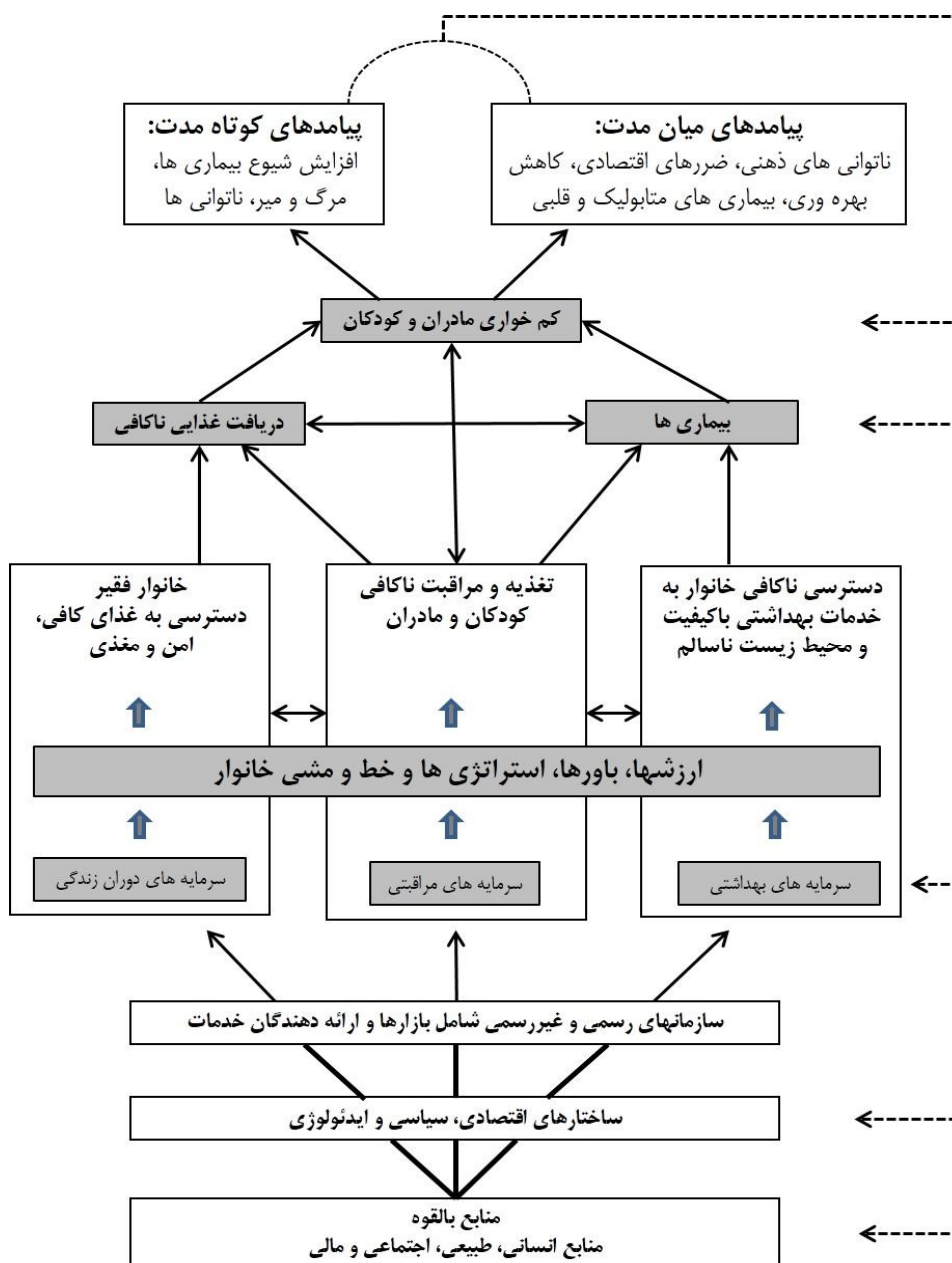 پیامدهای کوتاه مدت:
افزایش شیوع بیماری ها،
مرگ و میر، ناتوانی ها
پیامدهای میان مدت:
ناتوانی های ذهنی، ضررهای اقتصادی، کاهش
بهره وری، بیماری های متابولیک و قلبی
کم خواری مادران و کودکان
بیماری ها
دریافت غذایی ناکافی
دسترسی ناکافی خانوار به
خدمات بهداشتی باکیفیت
و محیط زیست ناسالم
تغذیه و مراقبت ناکافی
کودکان و مادران
خانوار فقیر
دسترسی به غذای کافی،
امن و مغذی
ارزشها، باورها، استراتژی ها و خط و مشی خانوار
سرمایه های بهداشتی
سرمایه های مراقبتی
سرمایه های دوران زندگی
سازمانهای رسمی و غیررسمی شامل بازارها و ارائه دهندگان خدمات
ساختارهای اقتصادی، سیاسی و ایدئولوژی
منابع بالقوه
منابع انسانی، طبیعی، اجتماعی و مالی